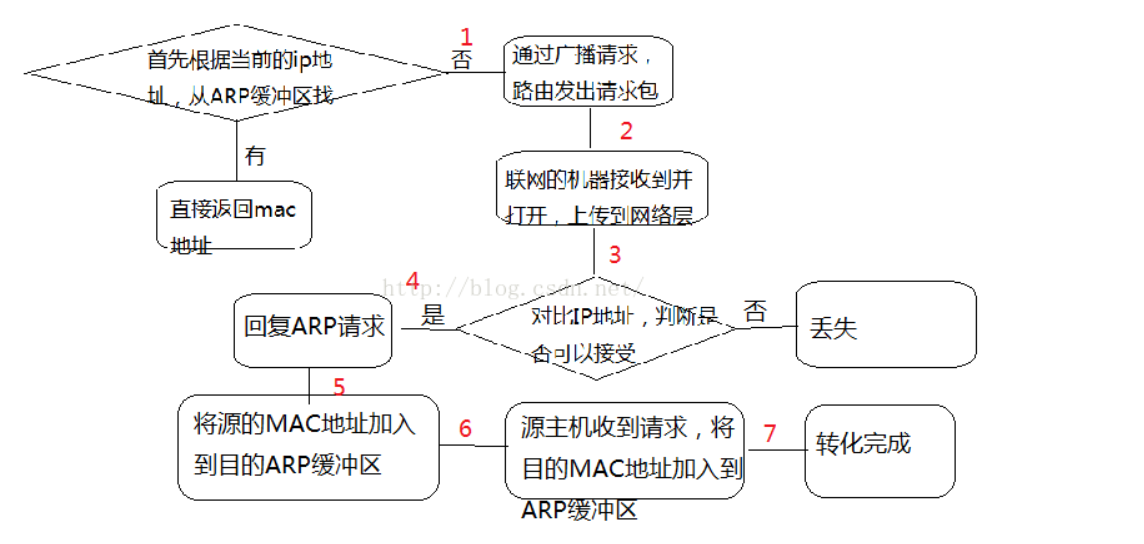 首先根据当前的ip地
址，从ARP缓冲区找
1
否
通过广播请求，
路由发出请求包
有
直接返回mac
地址
2
联网的机器接收到并
打开，上传到网络层
3
http://blog.csdn.net/
对比IP地址，判断是
否可以接受
否
丢失
4
是
回复ARP请求
5
将源的MAC地址加入
到目的ARP缓冲区
6
源主机收到请求，将
目的MAC地址加入到
ARP缓冲区
7
转化完成